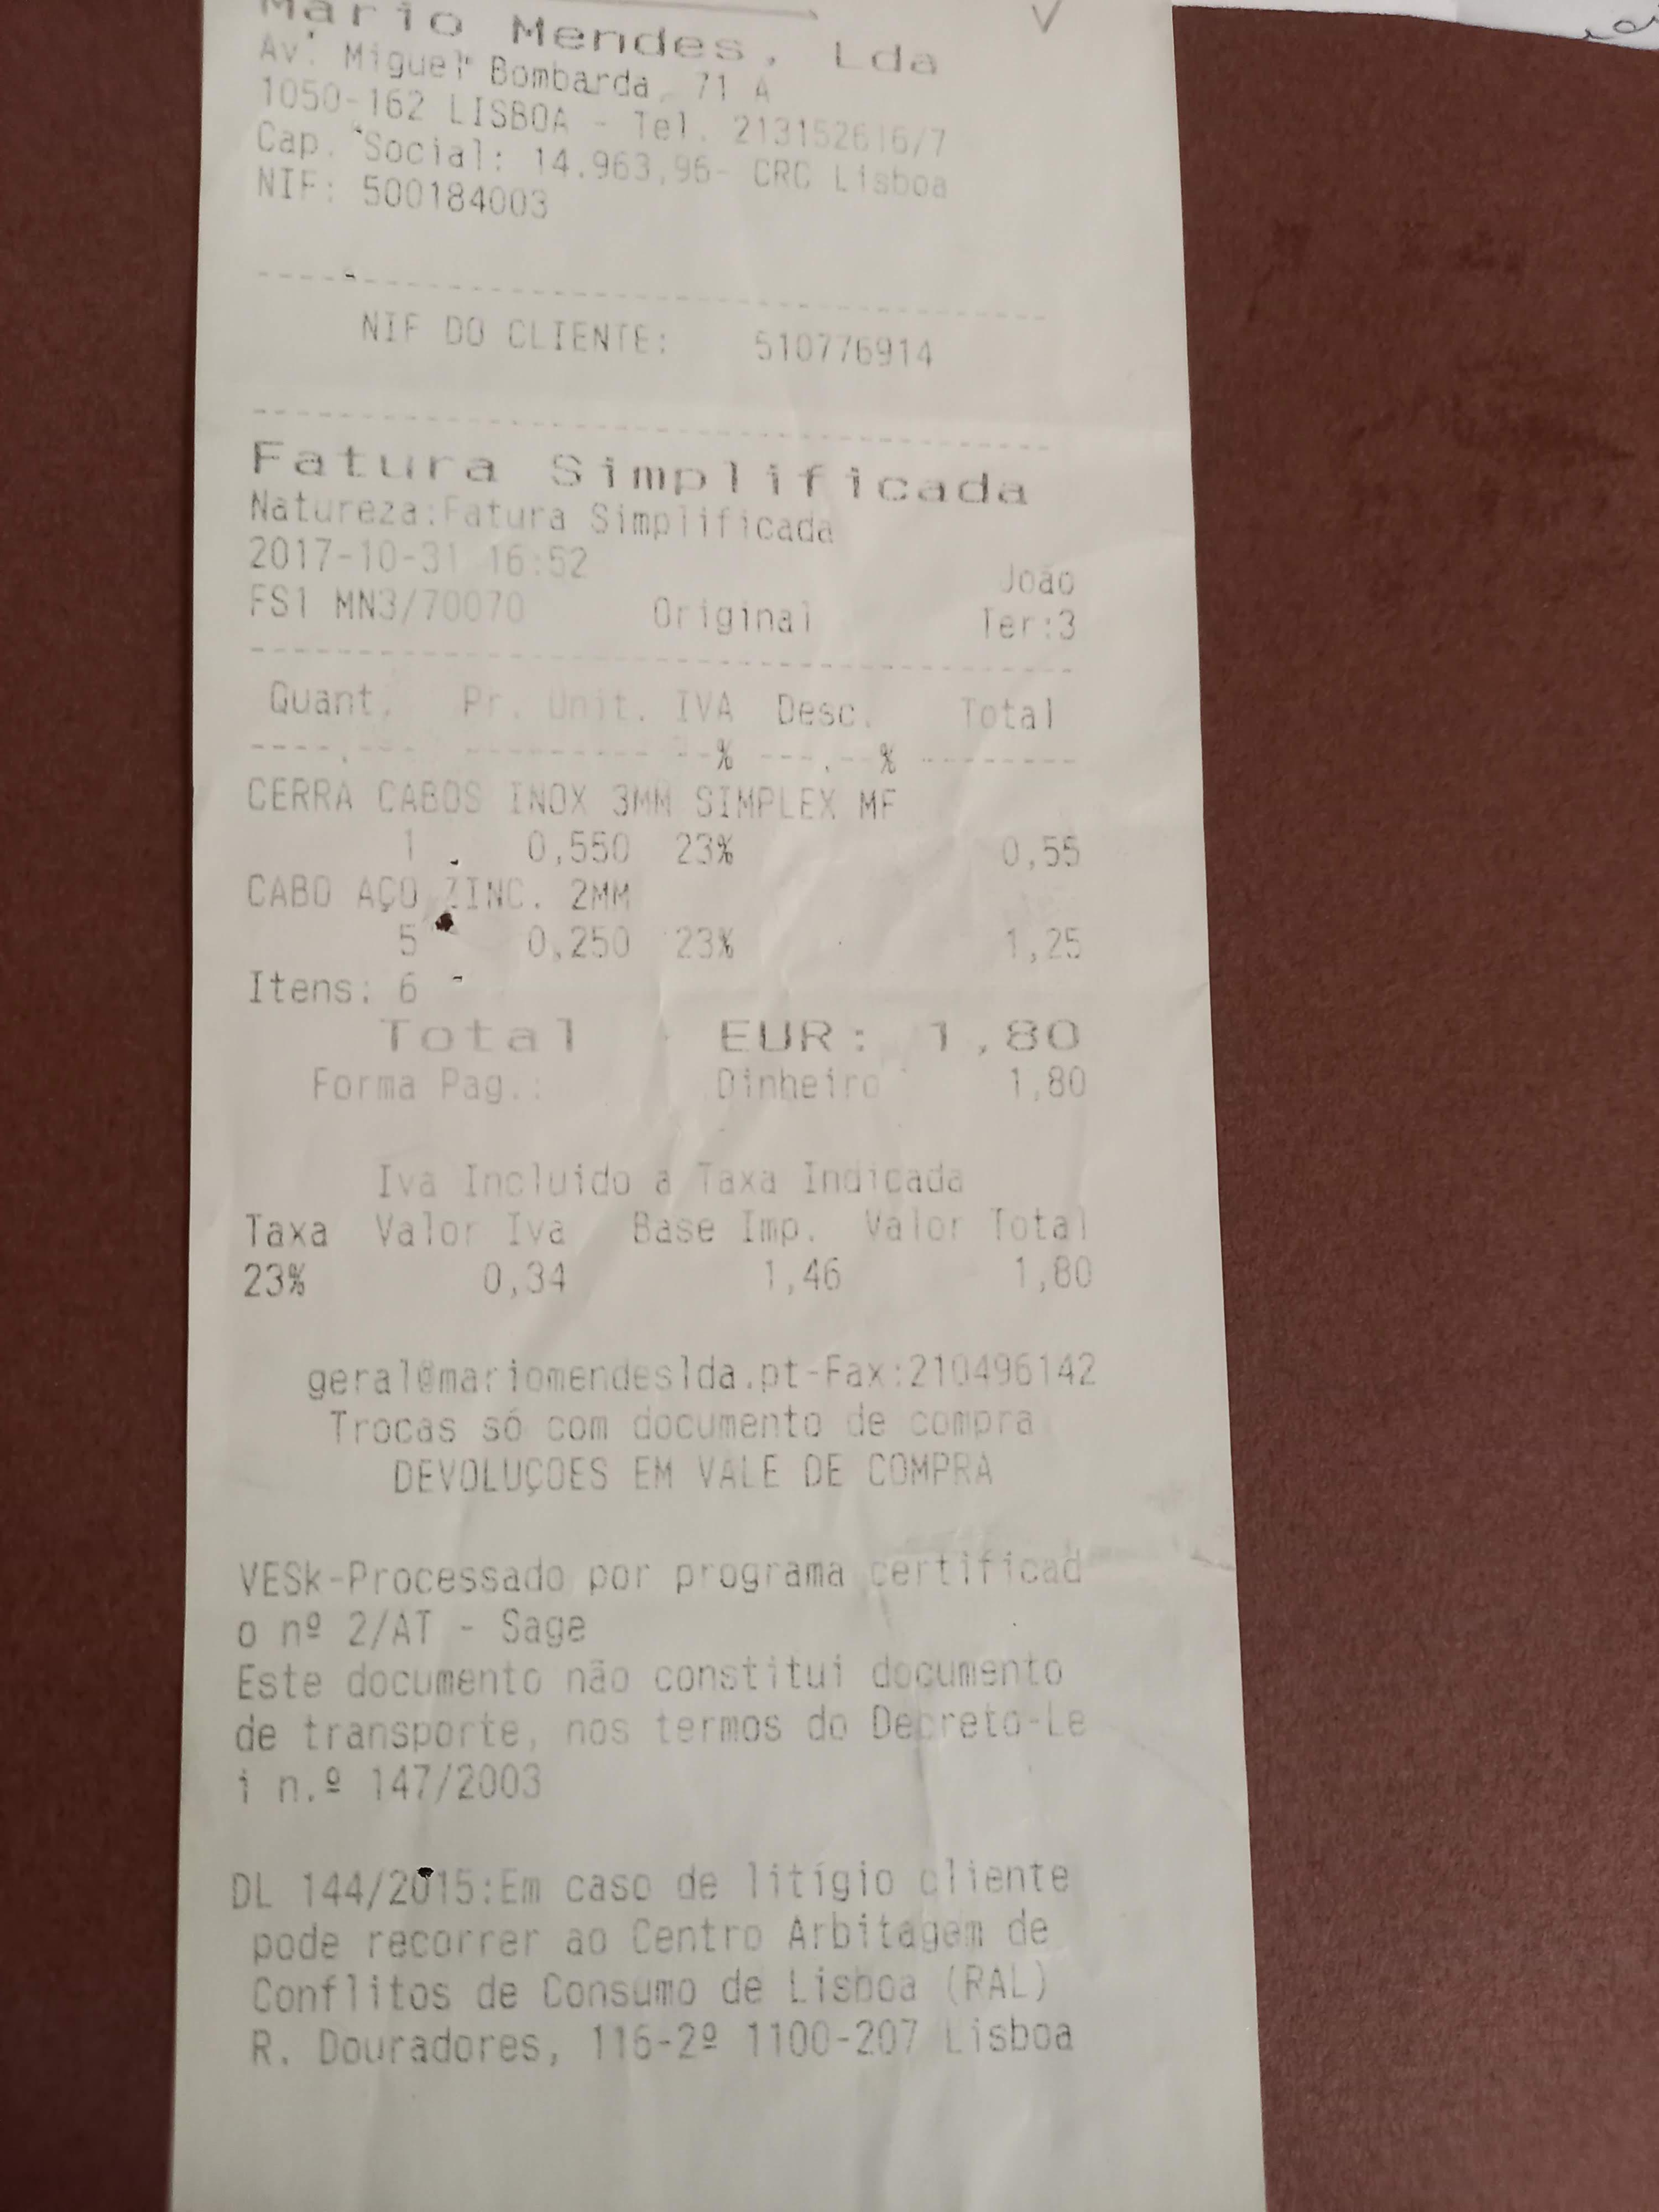 Mario Mendes, Lda
Av. Miguel Bombarda, 71 A
1050-162 LISBOA - Tel. 213152616/7
Cap. Social: 14.963,96- CRC Lisboa
NIF: 500184003
NIF DO CLIENTE: 510776914
Fatura Simplificada
Natureza:Fatura Simplificada
2017-10-31 16:52 João
FS1 MN3/70070 Original Ter:3
Quant. Pr. Unit. IVA Desc. Total
----.--- --------- --% ---.--% --------
CERRA CABOS INOX 3MM SIMPLEX MF
1 0,550 23% 0,55
CABO AÇO ZINC. 2MM
5 0,250 23% 1,25
Itens: 6
Total EUR: 1,80
Forma Pag.: Dinheiro 1,80
Iva Incluido a Taxa Indicada
Taxa Valor Iva Base Imp. Valor Total
23% 0,34 1,46 1,80
geral@mariomendeslda.pt-Fax:210496142
Trocas só com documento de compra
DEVOLUÇOES EM VALE DE COMPRA
VESk-Processado por programa certificad
o nº 2/AT - Sage
Este documento não constitui documento
de transporte, nos termos do Decreto-Le
i n.º 147/2003
DL 144/2015:Em caso de litígio cliente
pode recorrer ao Centro Arbitagem de
Conflitos de Consumo de Lisboa (RAL)
R. Douradores, 116-2º 1100-207 Lisboa